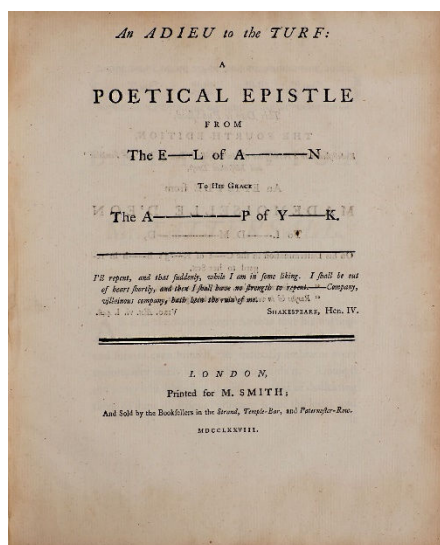 An ADIEU to the TURF:
A
POETICAL EPISTLE
FROM
The E——L of A————N
To His Grace
The A——————P of Y——K.
I'll repent, and that suddenly, while I am in some liking. I shall be out
of heart shortly, and then I shall have no strength to repent.—Company,
villainous company, hath been the ruin of me.
SHAKESPEARE, Hen. IV.
LONDON,
Printed for M. SMITH;
And Sold by the Booksellers in the Strand, Temple-Bar, and Paternoster-Row.
MDCCLXXVIII.